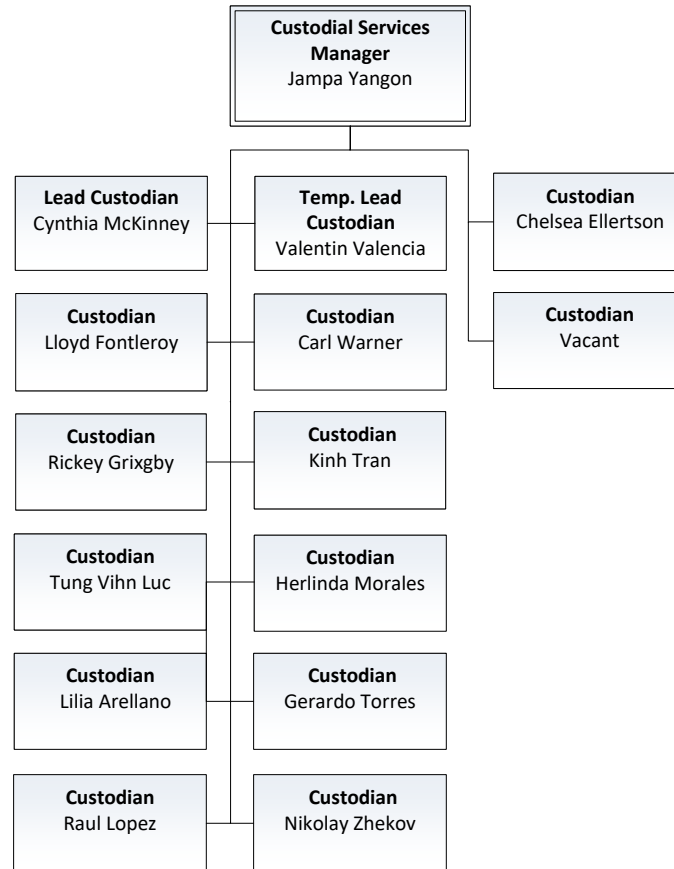 Custodial Services
Manager
Jampa Yangon
Lead Custodian
Cynthia McKinney
Temp. Lead
Custodian
Valentin Valencia
Custodian
Chelsea Ellertson
Custodian
Lloyd Fontleroy
Custodian
Carl Warner
Custodian
Vacant
Custodian
Rickey Grixgby
Custodian
Kinh Tran
Custodian
Tung Vihn Luc
Custodian
Herlinda Morales
Custodian
Lilia Arellano
Custodian
Gerardo Torres
Custodian
Raul Lopez
Custodian
Nikolay Zhekov